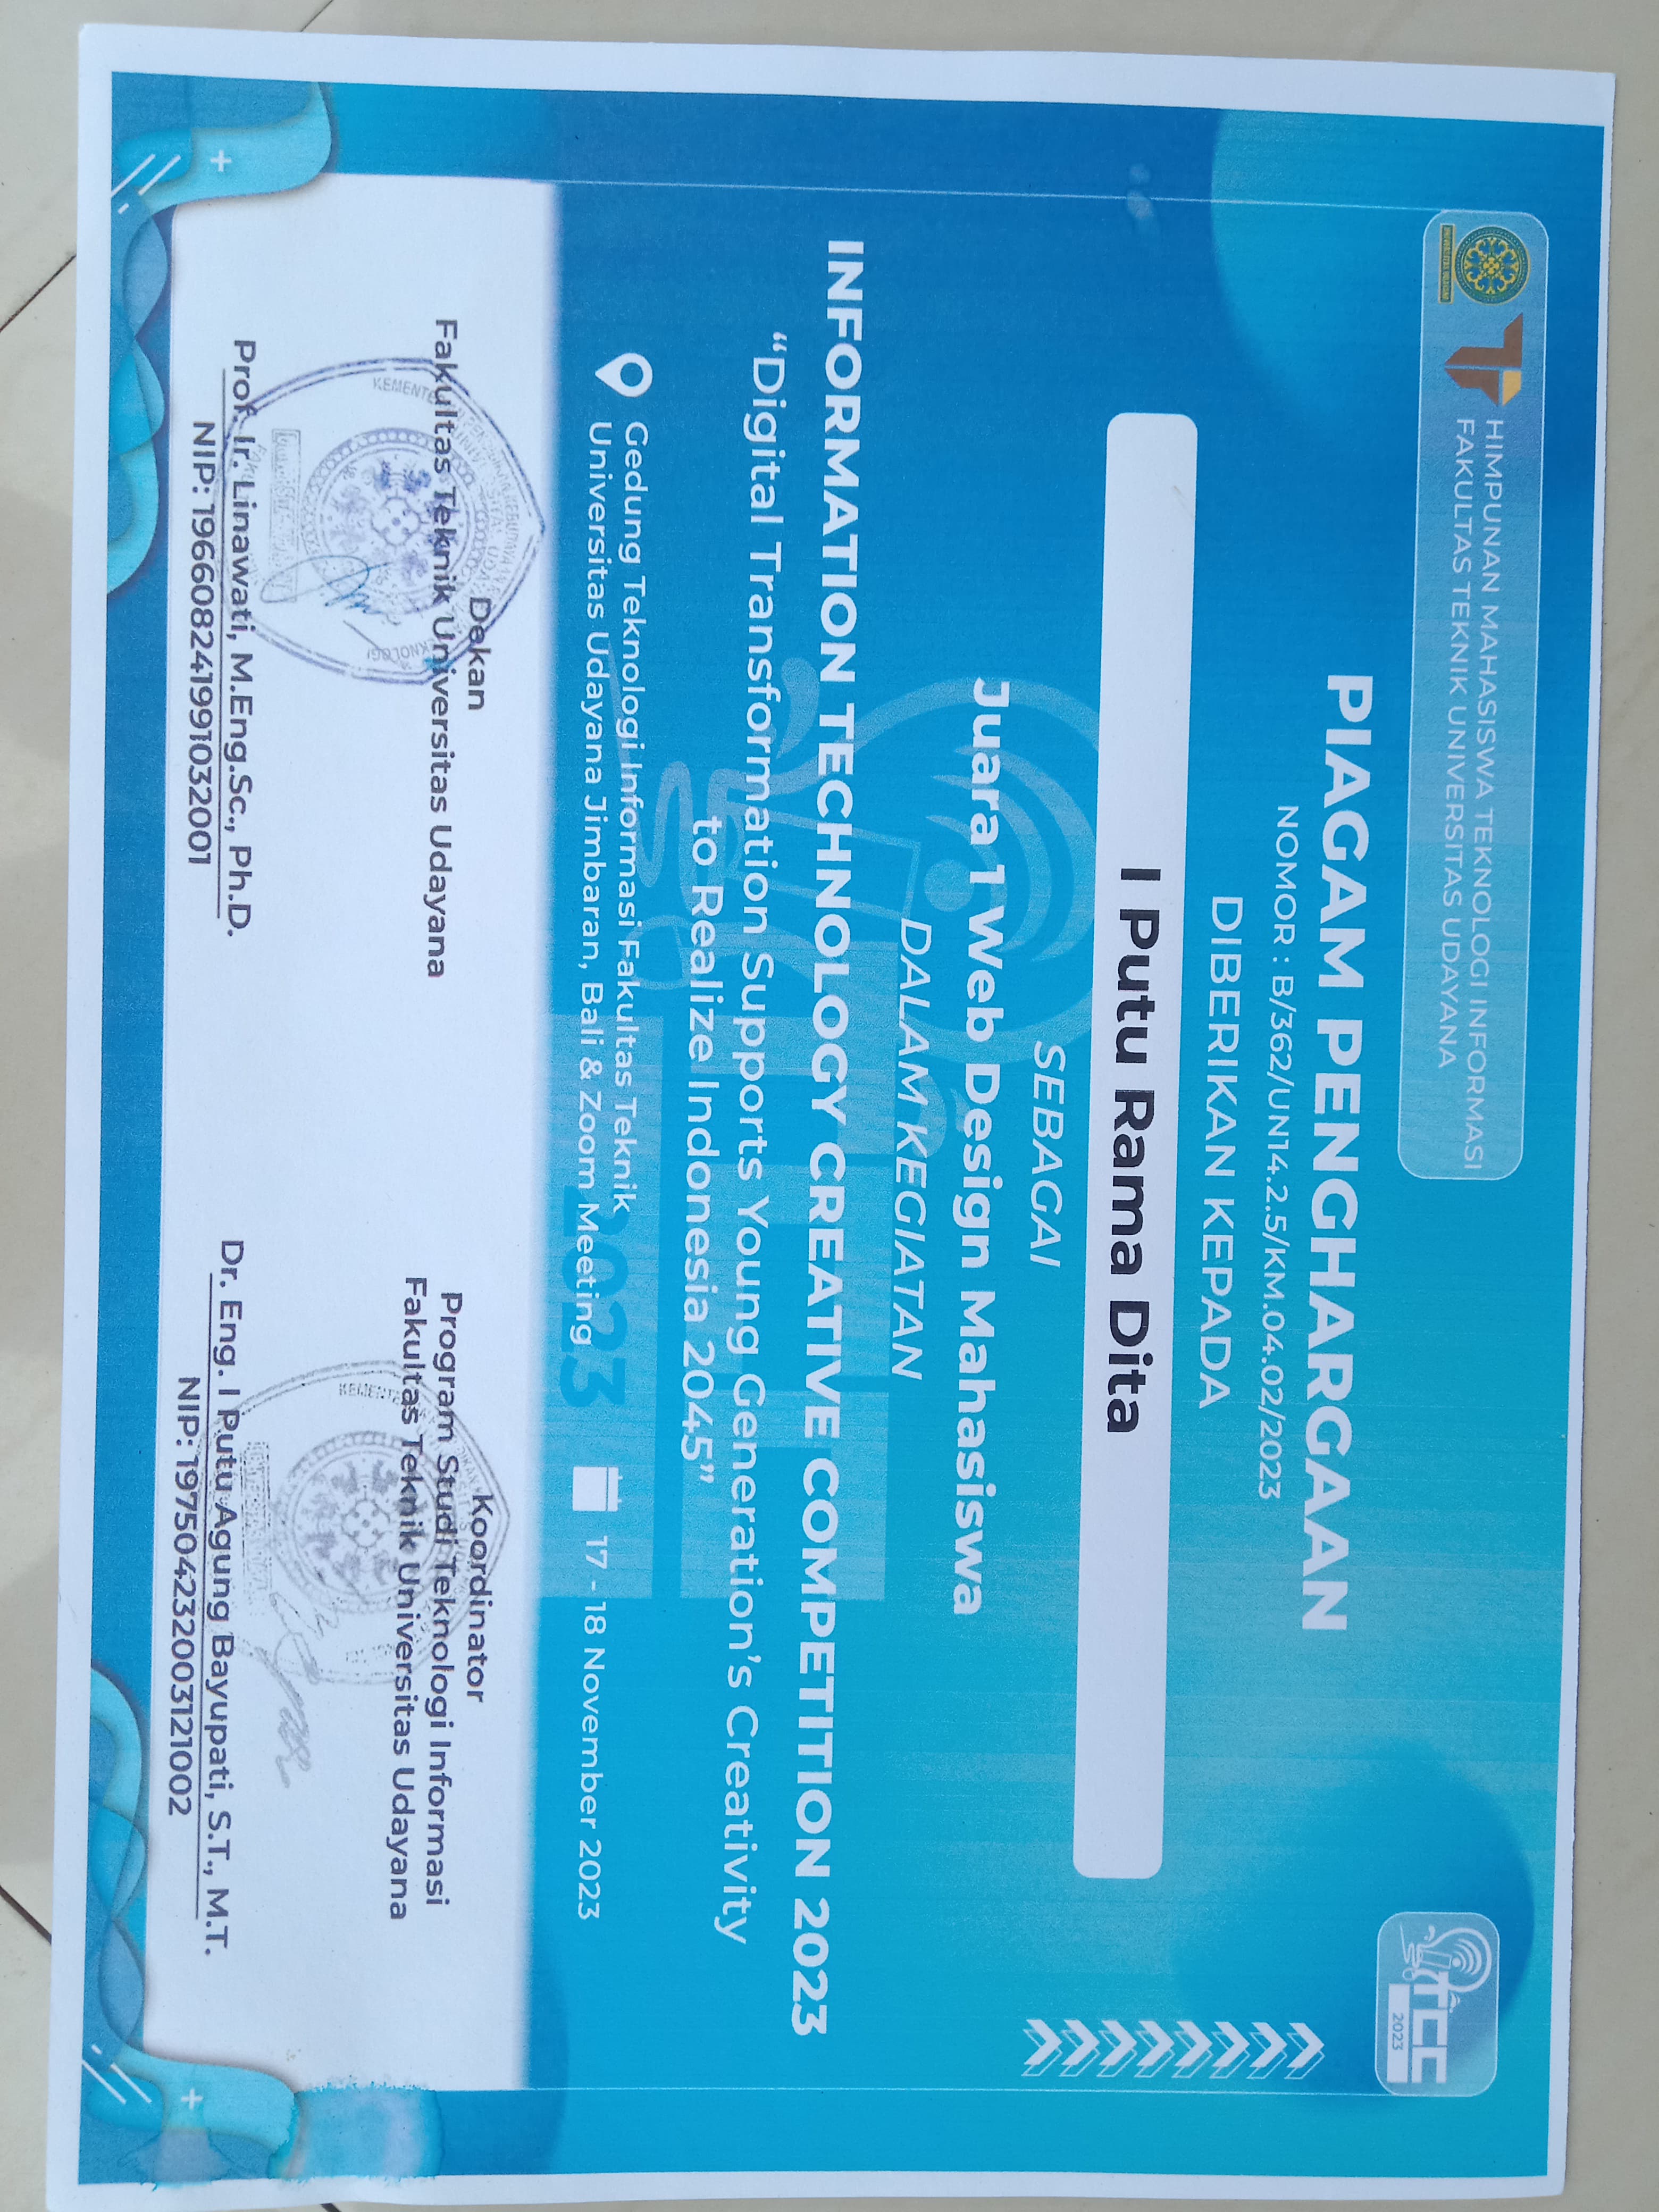 HIMPUNAN MAHASISWA TEKNOLOGI INFORMASI
FAKULTAS TEKNIK UNIVERSITAS UDAYANA
ITCC
2023
PIAGAM PENGHARGAAN
NOMOR : B/362/UN14.2.5/KM.04.02/2023
DIBERIKAN KEPADA
I Putu Rama Dita
SEBAGAI
Juara 1 Web Design Mahasiswa
DALAM KEGIATAN
INFORMATION TECHNOLOGY CREATIVE COMPETITION 2023
“Digital Transformation Supports Young Generation’s Creativity
to Realize Indonesia 2045”
Gedung Teknologi Informasi Fakultas Teknik
Universitas Udayana Jimbaran, Bali & Zoom Meeting
17 - 18 November 2023
2023
Dekan
Fakultas Teknik Universitas Udayana
Prof. Ir. Linawati, M.Eng.Sc., Ph.D.
NIP: 196608241991032001
Koordinator
Program Studi Teknologi Informasi
Fakultas Teknik Universitas Udayana
Dr. Eng. I Putu Agung Bayupati, S.T., M.T.
NIP: 197504232003121002